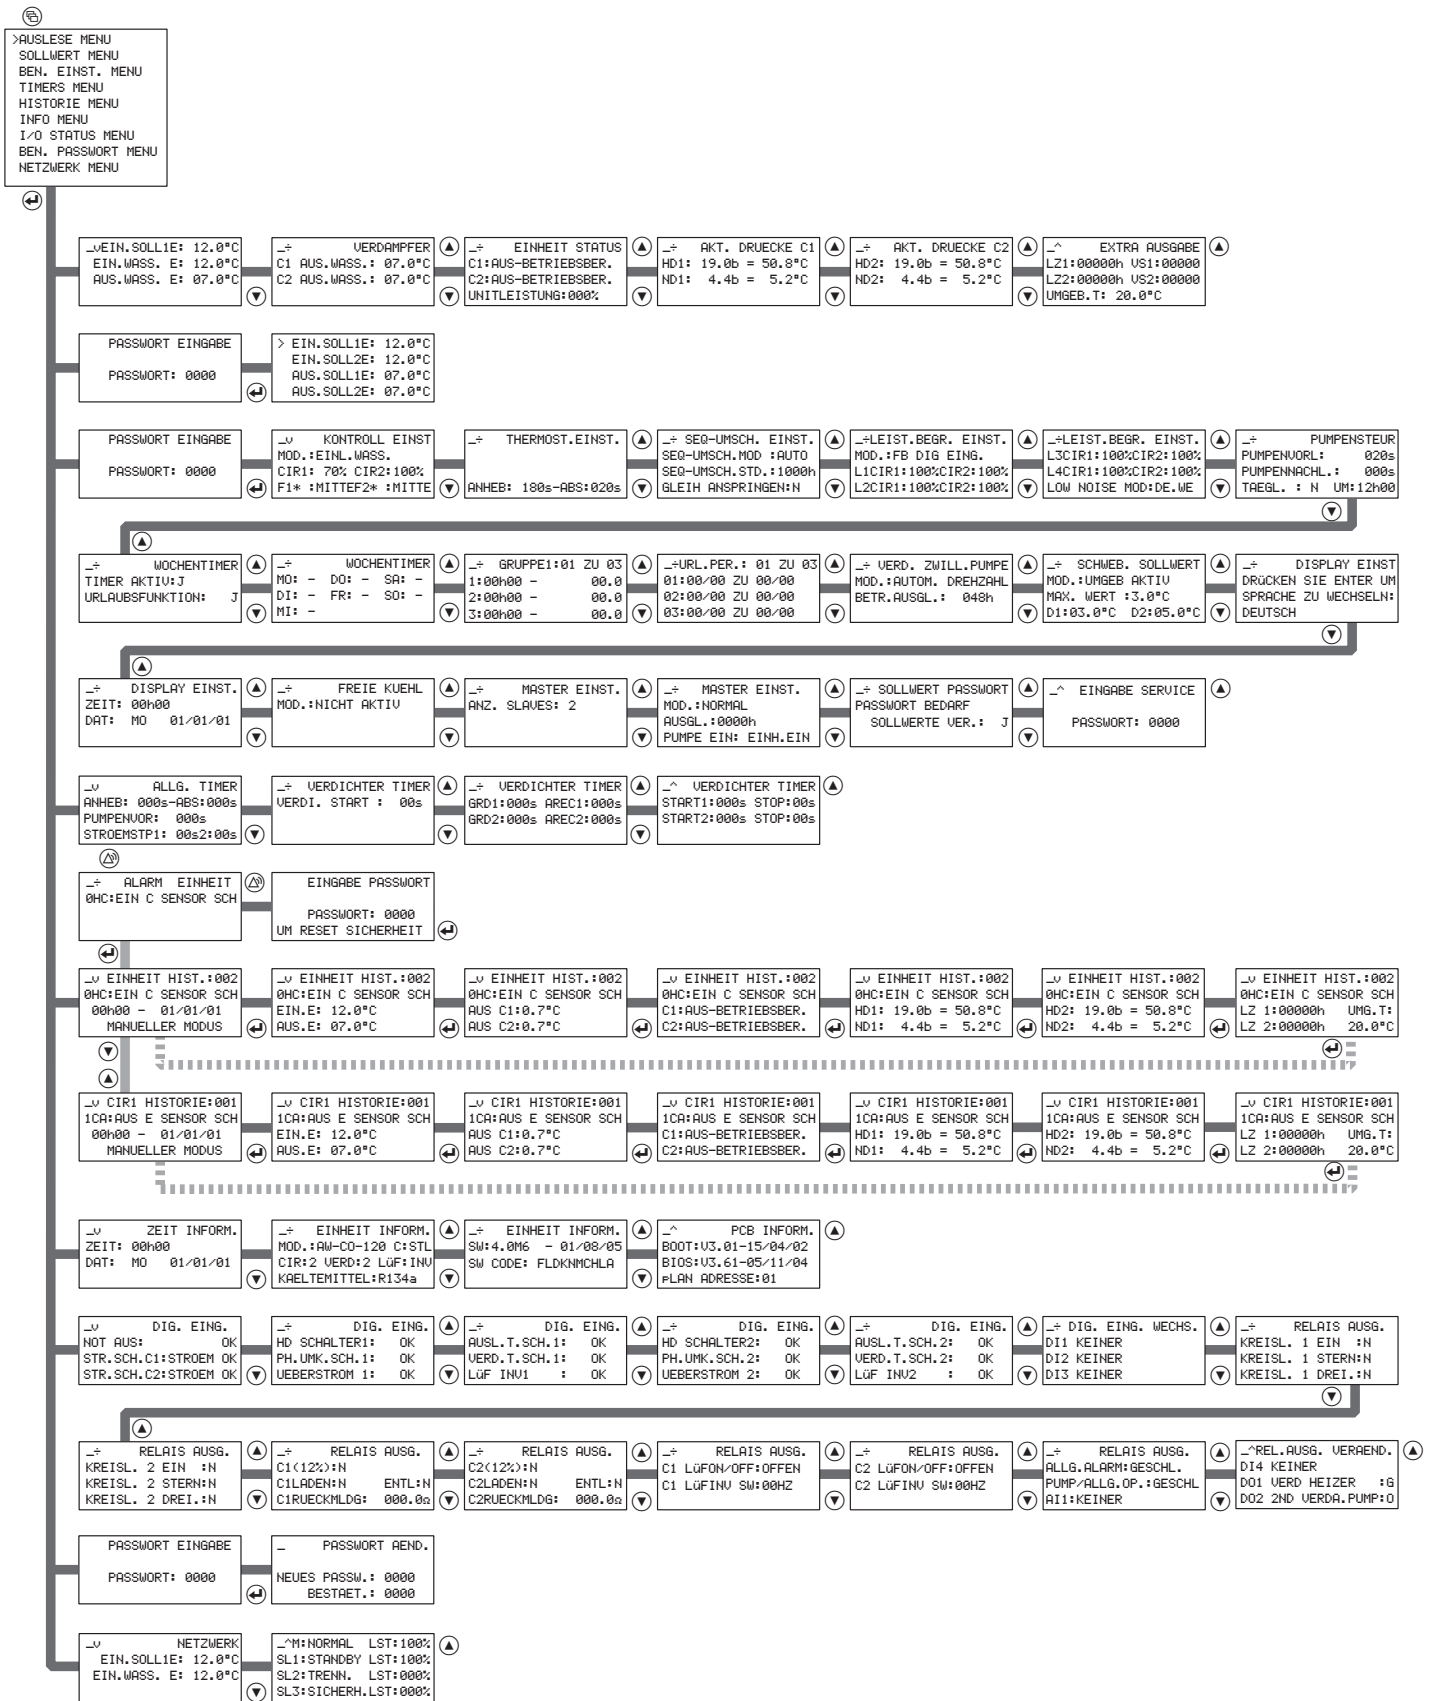 >AUSLESE MENU
SOLLWERT MENU
BEN. EINST. MENU
TIMERS MENU
HISTORIE MENU
INFO MENU
I/O STATUS MENU
BEN. PASSWORT MENU
NETZWERK MENU
_vEIN.SOLL1E: 12.0°C
EIN.WASS. E: 12.0°C
AUS.WASS. E: 07.0°C
_÷ VERDAMPFER
C1 AUS.WASS.: 07.0°C
C2 AUS.WASS.: 07.0°C
_÷ EINHEIT STATUS
C1:AUS-BETRIEBSBER.
C2:AUS-BETRIEBSBER.
UNITLEISTUNG:000%
_÷ AKT. DRUECKE C1
HD1: 19.0b = 50.8°C
ND1: 4.4b = 5.2°C
_÷ AKT. DRUECKE C2
HD2: 19.0b = 50.8°C
ND2: 4.4b = 5.2°C
_^ EXTRA AUSGABE
LZ1:00000h VS1:00000
LZ2:00000h VS2:00000
UMGEB.T: 20.0°C
PASSWORT EINGABE
PASSWORT: 0000
> EIN.SOLL1E: 12.0°C
EIN.SOLL2E: 12.0°C
AUS.SOLL1E: 07.0°C
AUS.SOLL2E: 07.0°C
PASSWORT EINGABE
PASSWORT: 0000
_v KONTROLL EINST
MOD.:EINL.WASS.
CIR1: 70% CIR2:100%
F1* :MITTEF2* :MITTE
_÷ THERMOST.EINST.
ANHEB: 180s-ABS:020s
_÷ SEQ-UMSCH. EINST.
SEQ-UMSCH.MOD :AUTO
SEQ-UMSCH.STD.:1000h
GLEIH ANSPRINGEN:N
_÷LEIST.BEGR. EINST.
MOD.:FB DIG EING.
L1CIR1:100%CIR2:100%
L2CIR1:100%CIR2:100%
_÷LEIST.BEGR. EINST.
L3CIR1:100%CIR2:100%
L4CIR1:100%CIR2:100%
LOW NOISE MOD:DE.WE
_÷ PUMPENSTEUR
PUMPENVORL: 020s
PUMPENNACHL.: 000s
TAEGL. : N UM:12h00
_÷ WOCHENTIMER
TIMER AKTIV:J
URLAUBSFUNKTION: J
_÷ WOCHENTIMER
MO: - DO: - SA: -
DI: - FR: - SO: -
MI: -
_÷ GRUPPE1:01 ZU 03
1:00h00 - 00.0
2:00h00 - 00.0
3:00h00 - 00.0
_÷URL.PER.: 01 ZU 03
01:00/00 ZU 00/00
02:00/00 ZU 00/00
03:00/00 ZU 00/00
_÷ VERD. ZWILL.PUMPE
MOD.:AUTOM. DREHZAHL
BETR.AUSGL.: 048h
_÷ SCHWEB. SOLLWERT
MOD.:UMGEB AKTIV
MAX. WERT :3.0°C
D1:03.0°C D2:05.0°C
_÷ DISPLAY EINST
DRüCKEN SIE ENTER UM
SPRACHE ZU WECHSELN:
DEUTSCH
_÷ DISPLAY EINST.
ZEIT: 00h00
DAT: MO 01/01/01
_÷ FREIE KUEHL
MOD.:NICHT AKTIV
_÷ MASTER EINST.
ANZ. SLAVES: 2
_÷ MASTER EINST.
MOD.:NORMAL
AUSGL.:0000h
PUMPE EIN: EINH.EIN
_÷ SOLLWERT PASSWORT
PASSWORT BEDARF
SOLLWERTE VER.: J
_^ EINGABE SERVICE
PASSWORT: 0000
_v ALLG. TIMER
ANHEB: 000s-ABS:000s
PUMPENVOR: 000s
STROEMSTP1: 00s2:00s
_÷ VERDICHTER TIMER
VERDI. START : 00s
_÷ VERDICHTER TIMER
GRD1:000s AREC1:000s
GRD2:000s AREC2:000s
_^ VERDICHTER TIMER
START1:000s STOP:00s
START2:000s STOP:00s
_÷ ALARM EINHEIT
0HC:EIN C SENSOR SCH
EINGABE PASSWORT
PASSWORT: 0000
UM RESET SICHERHEIT
_v EINHEIT HIST.:002
0HC:EIN C SENSOR SCH
00h00 - 01/01/01
MANUELLER MODUS
_v EINHEIT HIST.:002
0HC:EIN C SENSOR SCH
EIN.E: 12.0°C
AUS.E: 07.0°C
_v EINHEIT HIST.:002
0HC:EIN C SENSOR SCH
AUS C1:0.7°C
AUS C2:0.7°C
_v EINHEIT HIST.:002
0HC:EIN C SENSOR SCH
C1:AUS-BETRIEBSBER.
C2:AUS-BETRIEBSBER.
_v EINHEIT HIST.:002
0HC:EIN C SENSOR SCH
HD1: 19.0b = 50.8°C
ND1: 4.4b = 5.2°C
_v EINHEIT HIST.:002
0HC:EIN C SENSOR SCH
HD2: 19.0b = 50.8°C
ND2: 4.4b = 5.2°C
_v EINHEIT HIST.:002
0HC:EIN C SENSOR SCH
LZ 1:00000h UMG.T:
LZ 2:00000h 20.0°C
_v CIR1 HISTORIE:001
1CA:AUS E SENSOR SCH
00h00 - 01/01/01
MANUELLER MODUS
_v CIR1 HISTORIE:001
1CA:AUS E SENSOR SCH
EIN.E: 12.0°C
AUS.E: 07.0°C
_v CIR1 HISTORIE:001
1CA:AUS E SENSOR SCH
AUS C1:0.7°C
AUS C2:0.7°C
_v CIR1 HISTORIE:001
1CA:AUS E SENSOR SCH
C1:AUS-BETRIEBSBER.
C2:AUS-BETRIEBSBER.
_v CIR1 HISTORIE:001
1CA:AUS E SENSOR SCH
HD1: 19.0b = 50.8°C
ND1: 4.4b = 5.2°C
_v CIR1 HISTORIE:001
1CA:AUS E SENSOR SCH
HD2: 19.0b = 50.8°C
ND2: 4.4b = 5.2°C
_v CIR1 HISTORIE:001
1CA:AUS E SENSOR SCH
LZ 1:00000h UMG.T:
LZ 2:00000h 20.0°C
_v ZEIT INFORM.
ZEIT: 00h00
DAT: MO 01/01/01
_÷ EINHEIT INFORM.
MOD.:AW-CO-120 C:STL
CIR:2 VERD:2 LüF:INV
KAELTEMITTEL:R134a
_÷ EINHEIT INFORM.
SW:4.0M6 - 01/08/05
SW CODE: FLDKNMCHLA
_^ PCB INFORM.
BOOT:V3.01-15/04/02
BIOS:V3.61-05/11/04
pLAN ADRESSE:01
_v DIG. EING.
NOT AUS: OK
STR.SCH.C1:STROEM OK
STR.SCH.C2:STROEM OK
_÷ DIG. EING.
HD SCHALTER1: OK
PH.UMK.SCH.1: OK
UEBERSTROM 1: OK
_÷ DIG. EING.
AUSL.T.SCH.1: OK
VERD.T.SCH.1: OK
LüF INV1 : OK
_÷ DIG. EING.
HD SCHALTER2: OK
PH.UMK.SCH.2: OK
UEBERSTROM 2: OK
_÷ DIG. EING.
AUSL.T.SCH.2: OK
VERD.T.SCH.2: OK
LüF INV2 : OK
_÷ DIG. EING. WECHS.
DI1 KEINER
DI2 KEINER
DI3 KEINER
_÷ RELAIS AUSG.
KREISL. 1 EIN :N
KREISL. 1 STERN:N
KREISL. 1 DREI.:N
_÷ RELAIS AUSG.
KREISL. 2 EIN :N
KREISL. 2 STERN:N
KREISL. 2 DREI.:N
_÷ RELAIS AUSG.
C1(12%):N
C1LADEN:N ENTL:N
C1RUECKMLDG: 000.0Ω
_÷ RELAIS AUSG.
C2(12%):N
C2LADEN:N ENTL:N
C2RUECKMLDG: 000.0Ω
_÷ RELAIS AUSG.
C1 LüFON/OFF:OFFEN
C1 LüFINV SW:00HZ
_÷ RELAIS AUSG.
C2 LüFON/OFF:OFFEN
C2 LüFINV SW:00HZ
_÷ RELAIS AUSG.
ALLG.ALARM:GESCHL.
PUMP/ALLG.OP.:GESCHL
AI1:KEINER
_^REL.AUSG. VERAEND.
DI4 KEINER
DO1 VERD HEIZER :G
DO2 2ND VERDA.PUMP:O
PASSWORT EINGABE
PASSWORT: 0000
_ PASSWORT AEND.
NEUES PASSW.: 0000
BESTAET.: 0000
_v NETZWERK
EIN.SOLL1E: 12.0°C
EIN.WASS. E: 12.0°C
_^M:NORMAL LST:100%
SL1:STANDBY LST:100%
SL2:TRENN. LST:000%
SL3:SICHERH.LST:000%